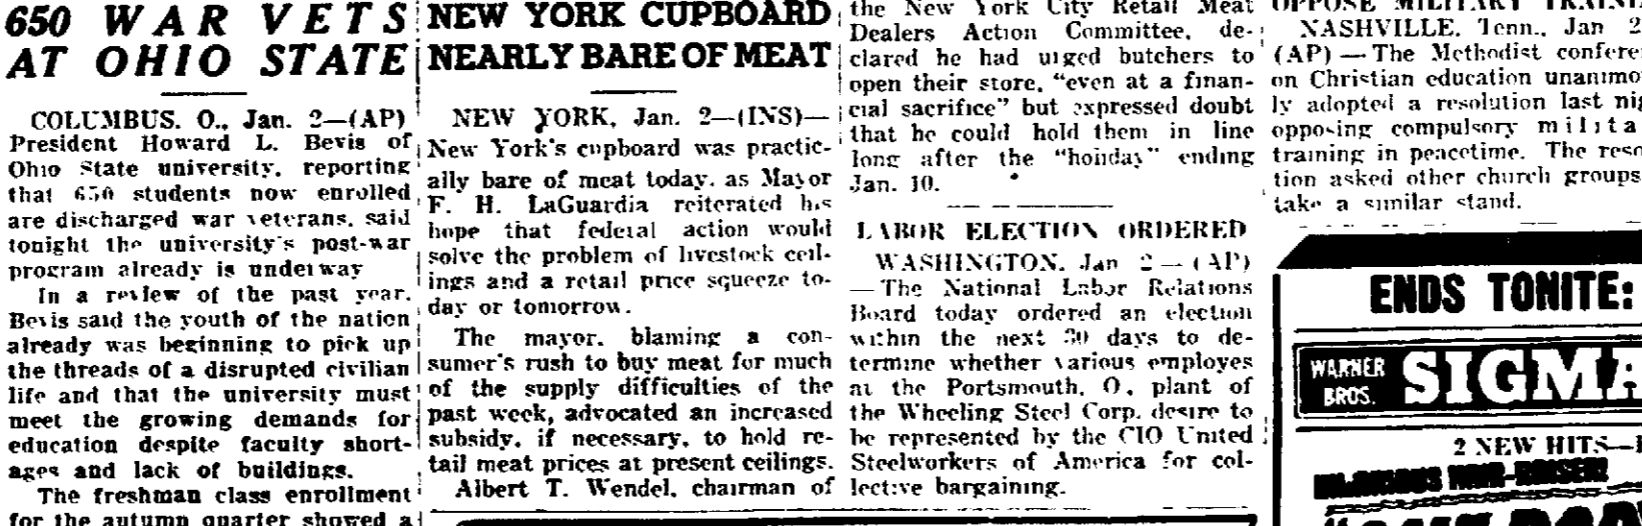 650 WAR VETS
AT OHIO STATE
COLUMBUS. O., Jan. 2—(AP)
President Howard L. Bevis of
Ohio State university, reporting
that 650 students now enrolled
are discharged war veterans, said
tonight the university's post-war
program already is underway
In a review of the past year,
Bevis said the youth of the nation
already was beginning to pick up
the threads of a disrupted civilian
life and that the university must
meet the growing demands for
education despite faculty short-
ages and lack of buildings.
The freshman class enrollment
for the autumn quarter showed a
NEW YORK CUPBOARD
NEARLY BARE OF MEAT
NEW YORK, Jan. 2—(INS)—
New York's cupboard was practic-
ally bare of meat today, as Mayor
F. H. LaGuardia reiterated his
hope that federal action would
solve the problem of livestock ceil-
ings and a retail price squeeze to-
day or tomorrow.
The mayor, blaming a con-
sumer's rush to buy meat for much
of the supply difficulties of the
past week, advocated an increased
subsidy, if necessary, to hold re-
tail meat prices at present ceilings.
Albert T. Wendel, chairman of
the New York City Retail Meat
Dealers Action Committee, de-
clared he had urged butchers to
open their store, "even at a finan-
cial sacrifice" but expressed doubt
that he could hold them in line
long after the "holiday" ending
Jan. 10.
LABOR ELECTION ORDERED
WASHINGTON, Jan 2—(AP)
—The National Labor Relations
Board today ordered an election
within the next 30 days to de-
termine whether various employes
at the Portsmouth, O., plant of
the Wheeling Steel Corp. desire to
be represented by the CIO United
Steelworkers of America for col-
lective bargaining.
OPPOSE MILITARY
NASHVILLE, Tenn., Jan 2
(AP)—The Methodist confere
on Christian education unanimo
ly adopted a resolution last nig
opposing compulsory milita
training in peacetime. The reso
tion asked other church groups
take a similar stand.
ENDS TONITE:
WARNER
BROS.
SIGMA
2 NEW HITS—